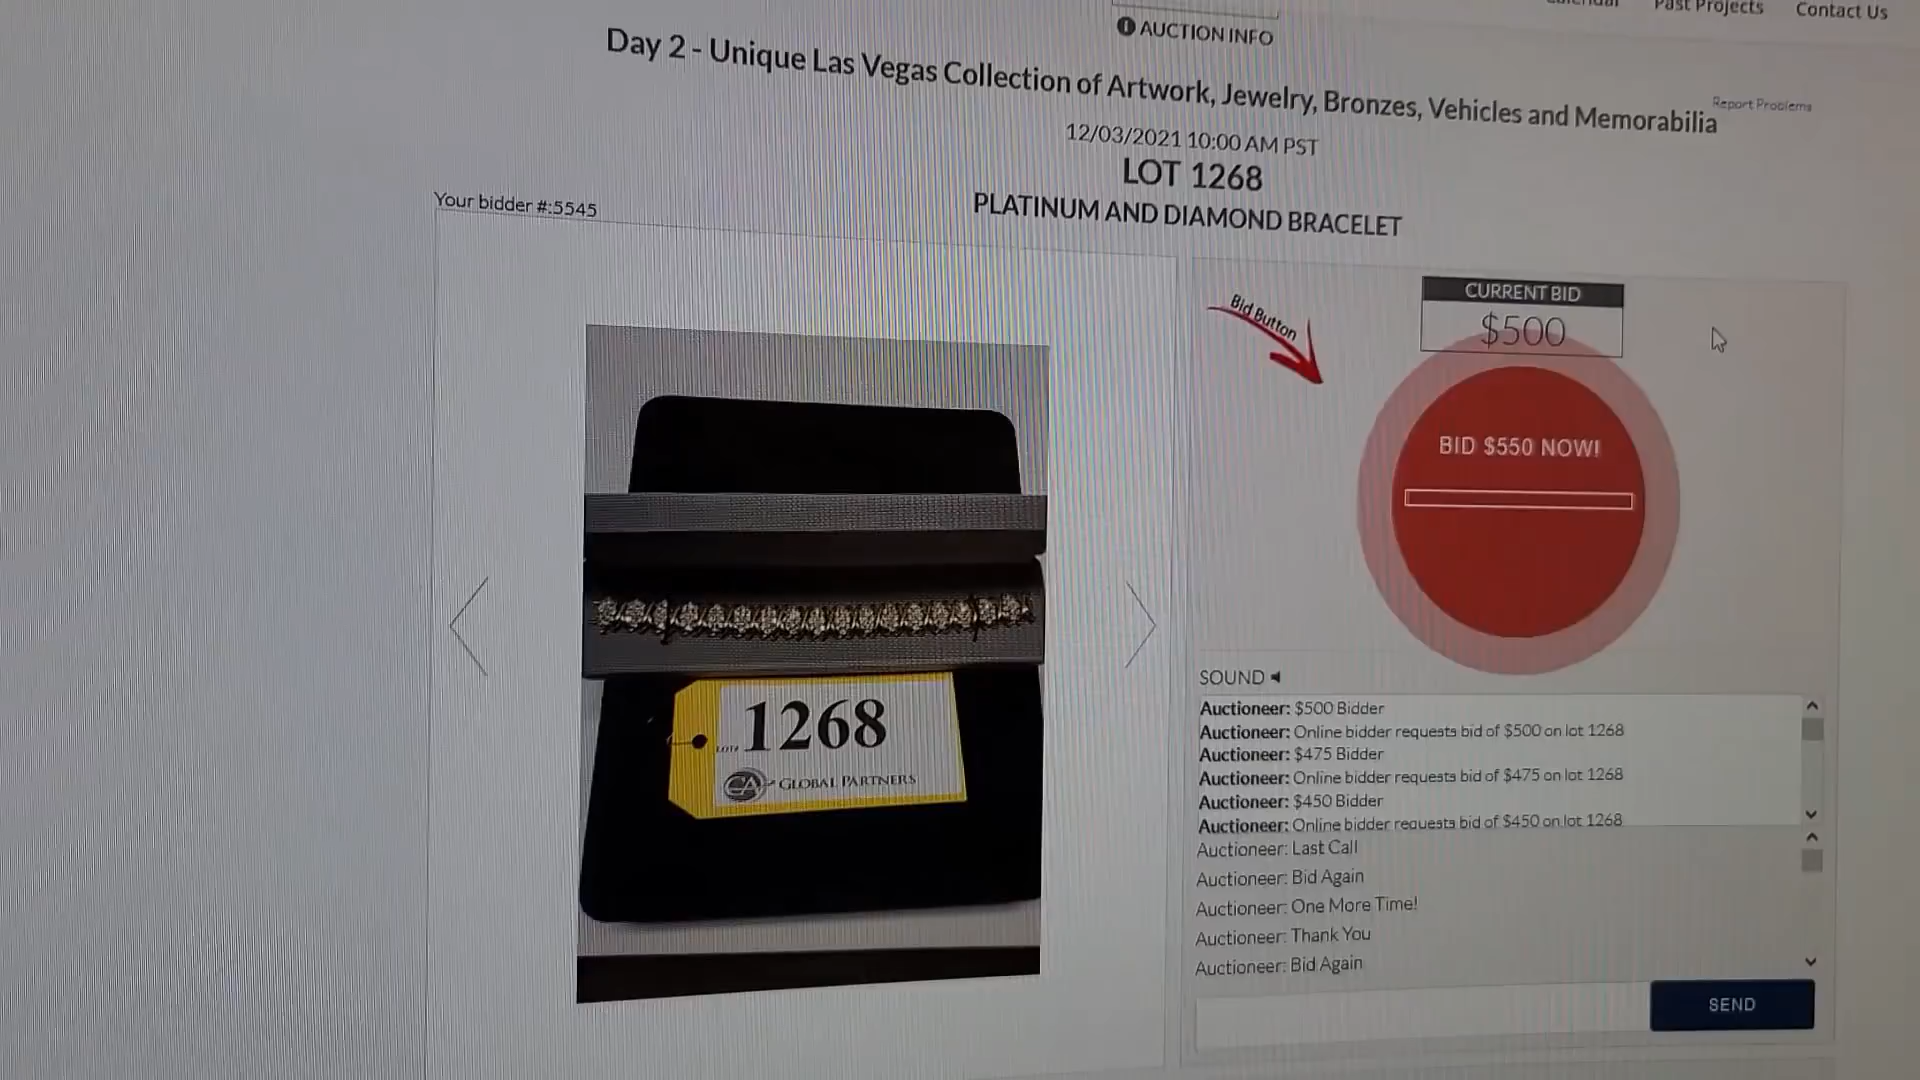 Past Projects
Contact Us
AUCTION INFO
Day 2 - Unique Las Vegas Collection of Artwork, Jewelry, Bronzes, Vehicles and Memorabilia
Report Problems
12/03/2021 10:00 AM PST
LOT 1268
PLATINUM AND DIAMOND BRACELET
Your bidder #:5545
CURRENT BID
$500
Bid Button
BID $550 NOW!
LOT# 1268
GA GLOBAL PARTNERS
SOUND
Auctioneer: $500 Bidder
Auctioneer: Online bidder requests bid of $500 on lot 1268
Auctioneer: $475 Bidder
Auctioneer: Online bidder requests bid of $475 on lot 1268
Auctioneer: $450 Bidder
Auctioneer: Online bidder requests bid of $450 on lot 1268
Auctioneer: Last Call
Auctioneer: Bid Again
Auctioneer: One More Time!
Auctioneer: Thank You
Auctioneer: Bid Again
SEND